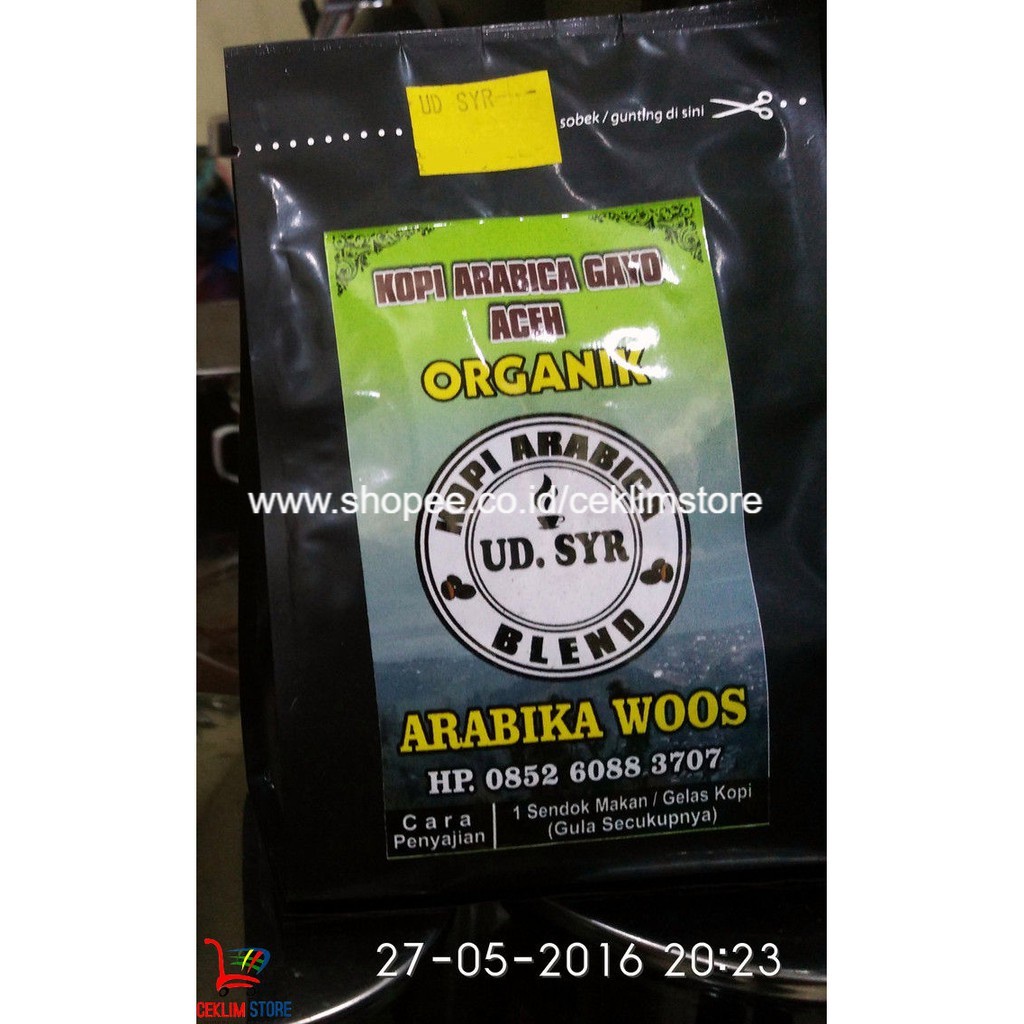 UD SYR
sobek / gunting di sini
KOPI ARABICA GAYO
ACEH
ORGANIK
KOPI ARABICA
www.shopee.co.id/ceklimstore
UD. SYR
BLEND
ARABIKA WOOS
HP. 0852 6088 3707
Cara Penyajian
1 Sendok Makan / Gelas Kopi
(Gula Secukupnya)
27-05-2016 20:23
CEKLIM STORE